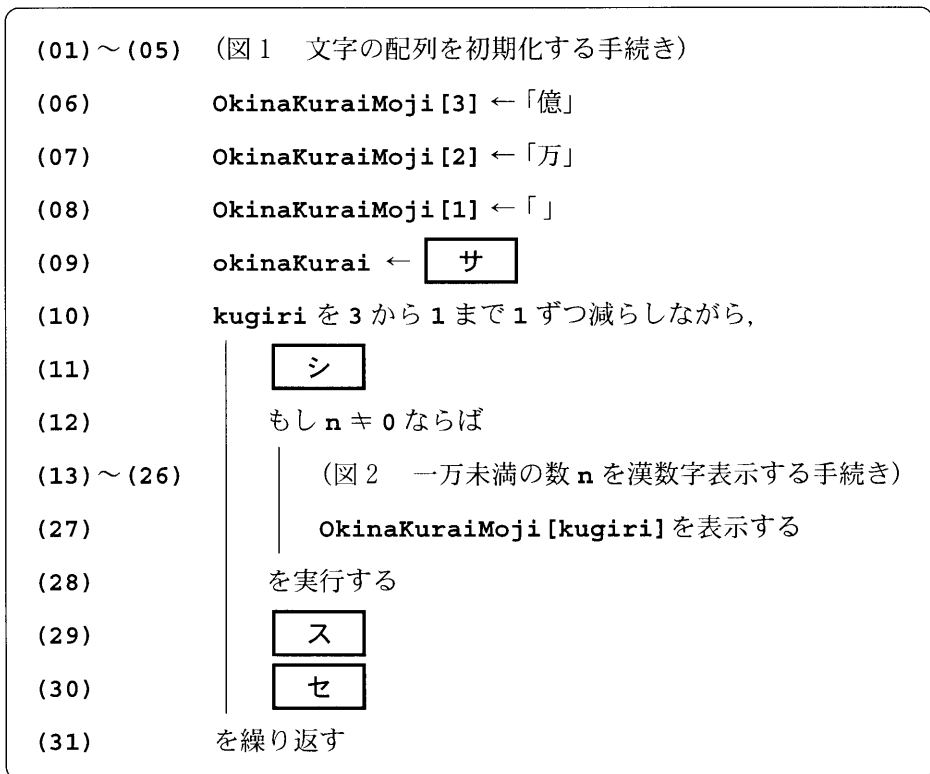 (01)～(05) (図1 文字の配列を初期化する手続き)
(06) OkinaKuraiMoji[3] ←「億」
(07) OkinaKuraiMoji[2] ←「万」
(08) OkinaKuraiMoji[1] ←「 」
(09) okinaKurai ← サ
(10) kugiri を 3 から 1 まで 1 ずつ減らしながら,
(11) シ
(12) もし n ≠ 0 ならば
(13)～(26) (図2 一万未満の数 n を漢数字表示する手続き)
(27) OkinaKuraiMoji[kugiri]を表示する
(28) を実行する
(29) ス
(30) セ
(31) を繰り返す